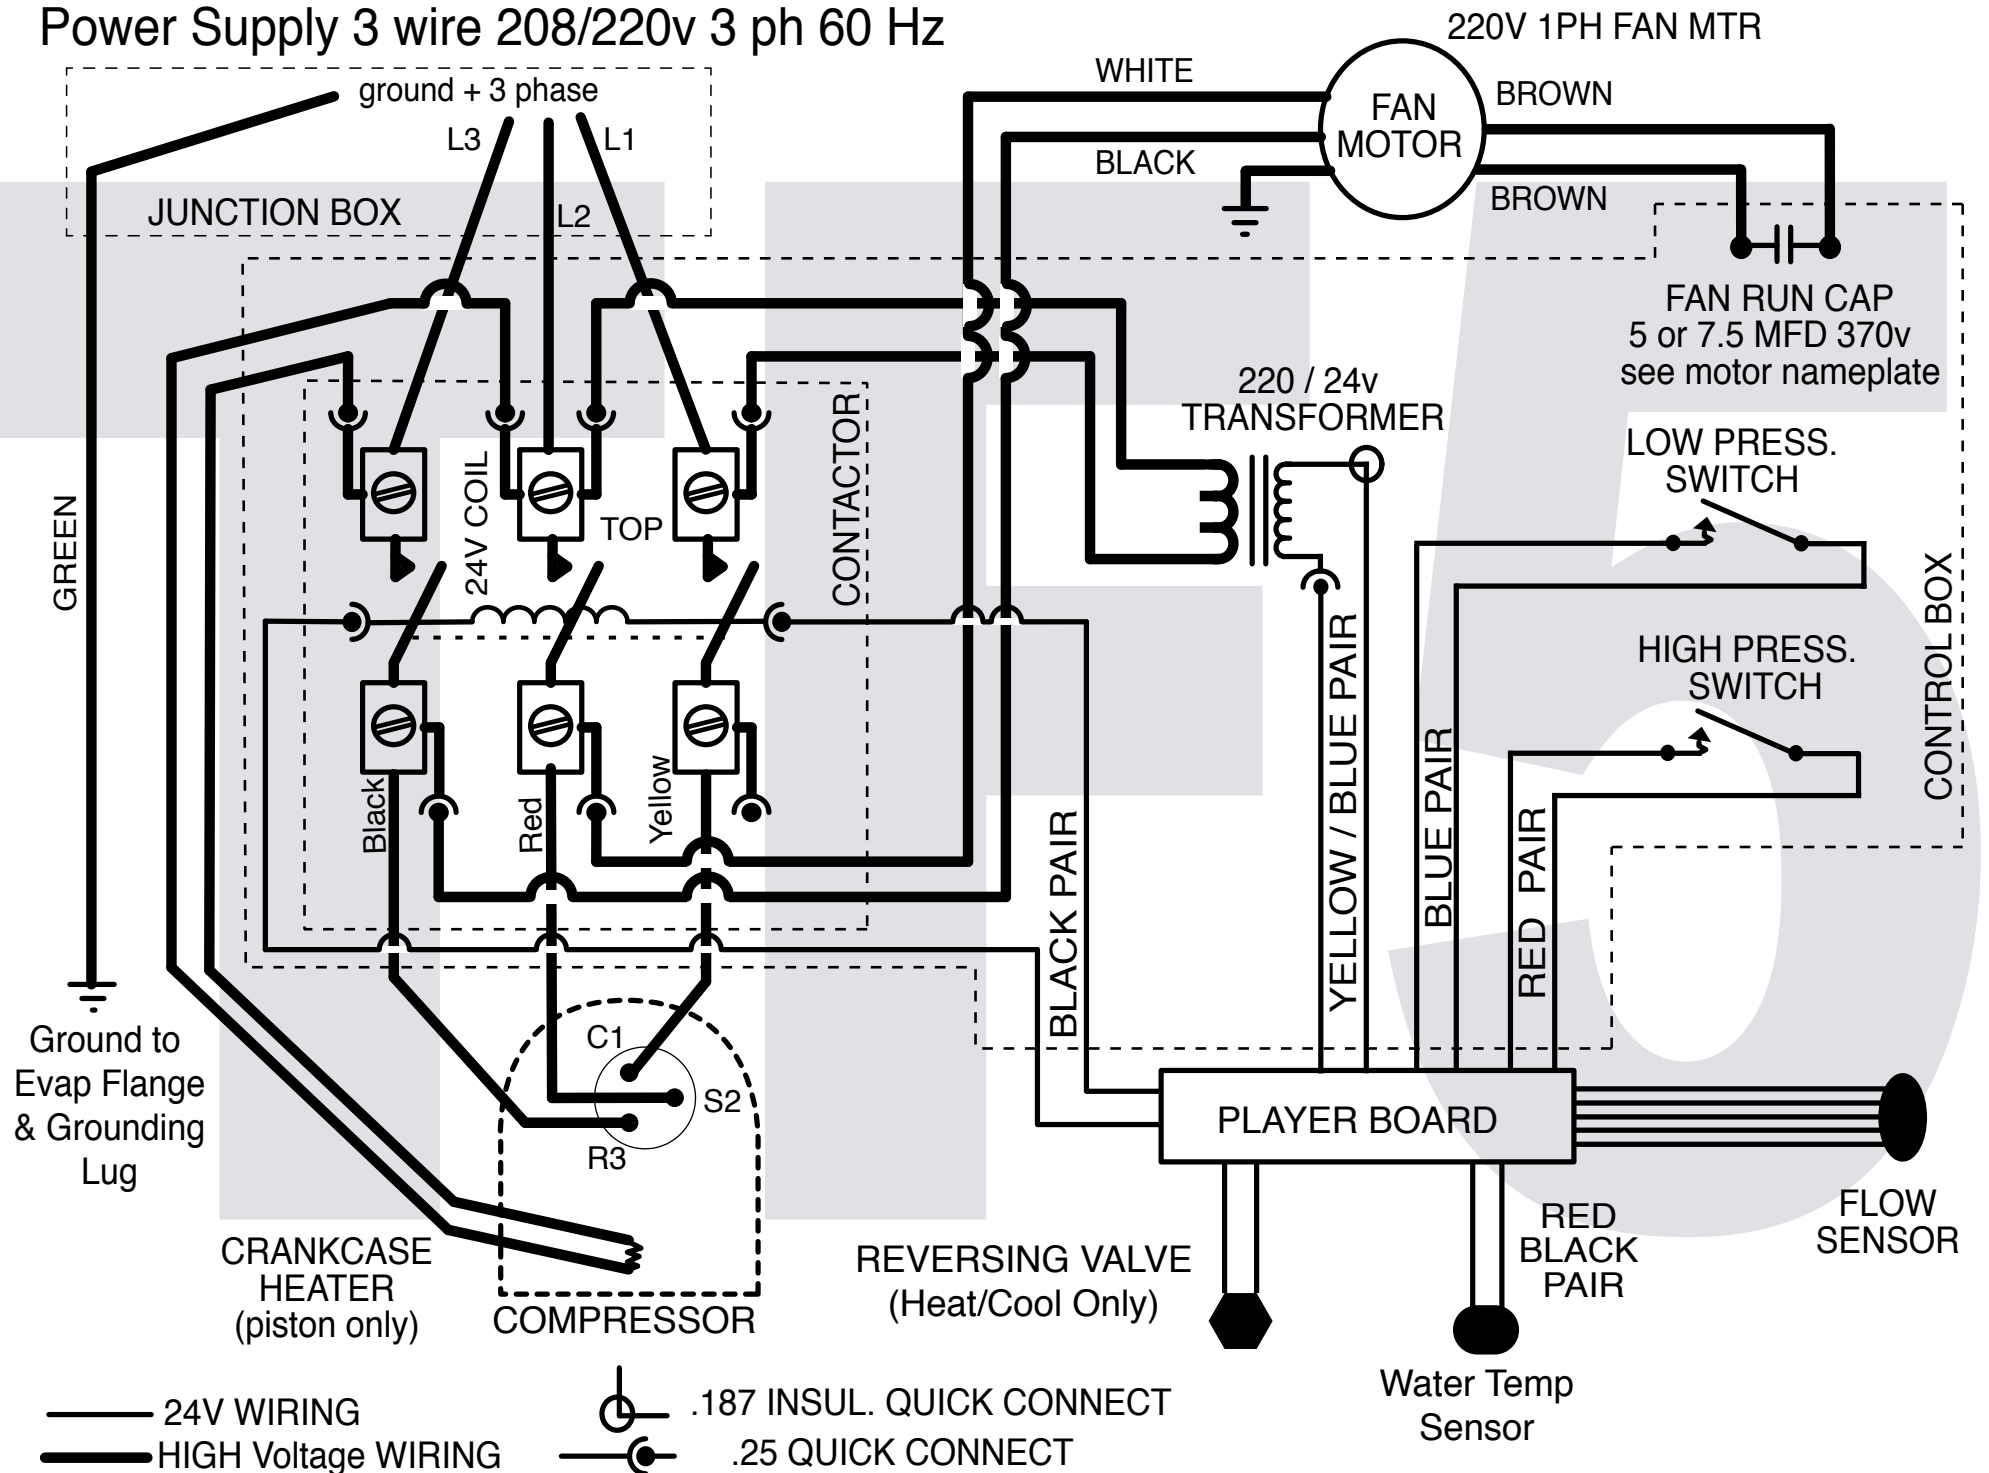 Power Supply 3 wire 208/220v 3 ph 60 Hz
220V 1PH FAN MTR
ground + 3 phase
L3
L1
L2
JUNCTION BOX
WHITE
BLACK
FAN
MOTOR
BROWN
BROWN
FAN RUN CAP
5 or 7.5 MFD 370v
see motor nameplate
220 / 24v
TRANSFORMER
LOW PRESS.
SWITCH
HIGH PRESS.
SWITCH
CONTROL BOX
GREEN
24V COIL
TOP
CONTACTOR
Black
Red
Yellow
BLACK PAIR
YELLOW / BLUE PAIR
BLUE PAIR
RED PAIR
Ground to
Evap Flange
& Grounding
Lug
C1
S2
R3
PLAYER BOARD
CRANKCASE
HEATER
(piston only)
COMPRESSOR
REVERSING VALVE
(Heat/Cool Only)
RED
BLACK
PAIR
FLOW
SENSOR
Water Temp
Sensor
24V WIRING
HIGH Voltage WIRING
.187 INSUL. QUICK CONNECT
.25 QUICK CONNECT
T
F
5